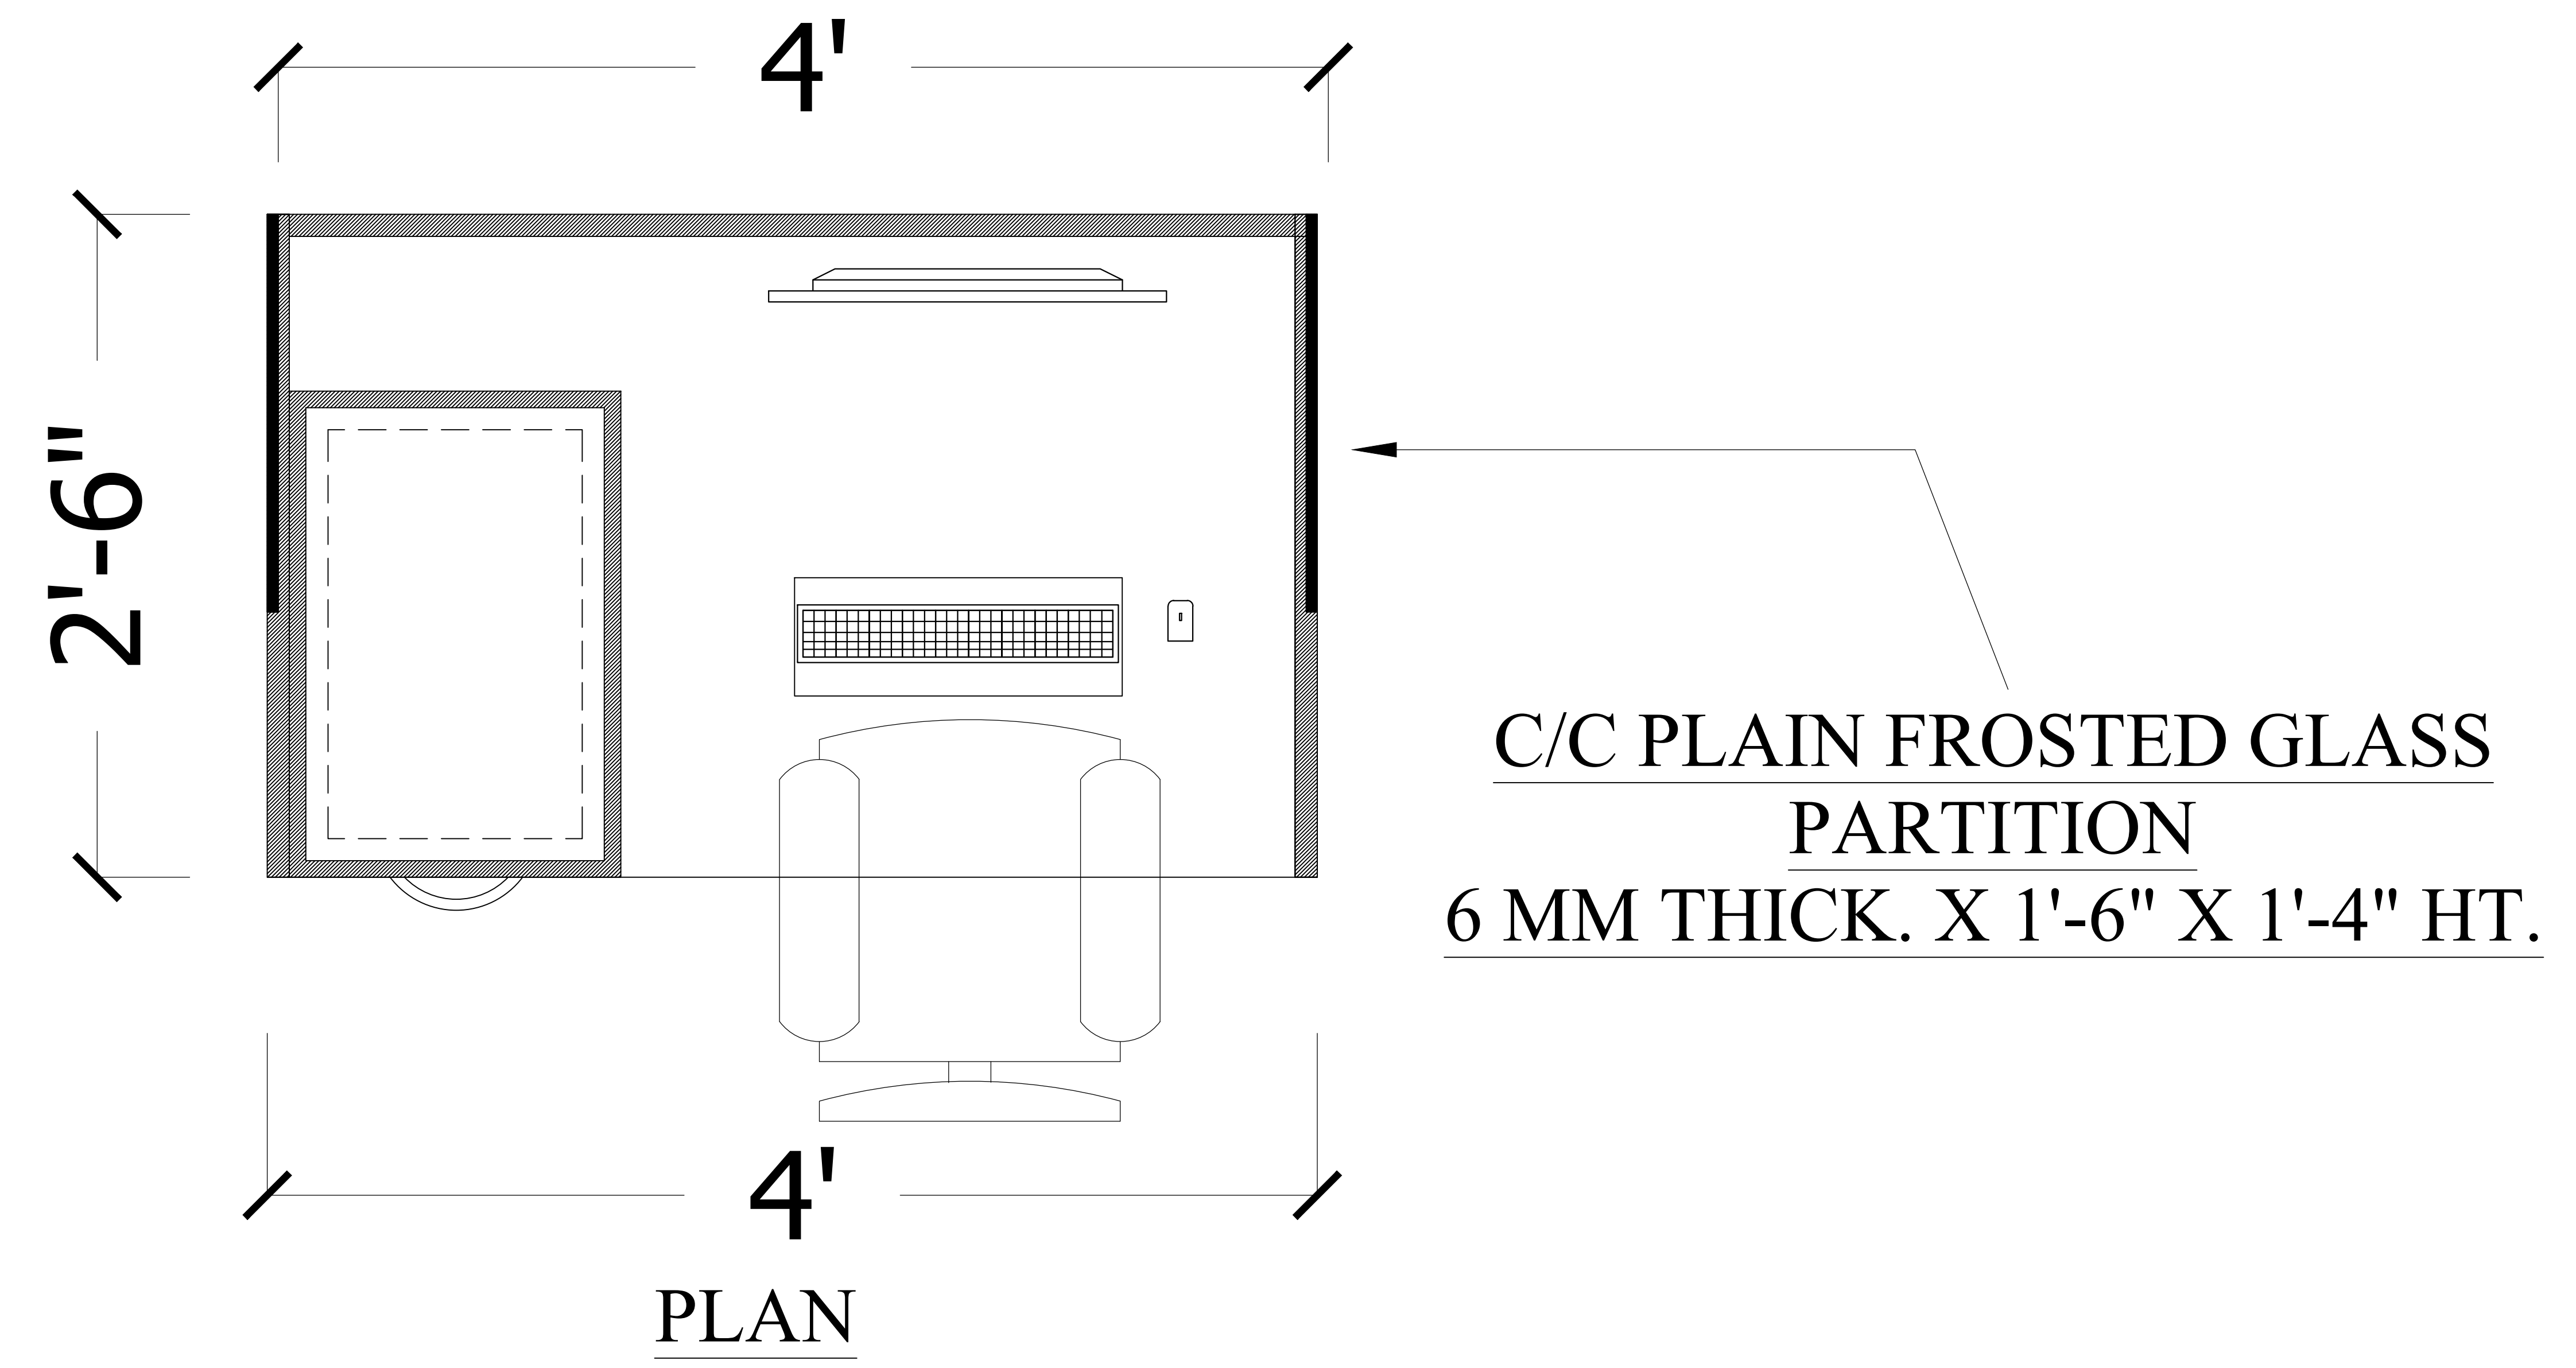 4'
2'-6"
C/C PLAIN FROSTED GLASS
PARTITION
6 MM THICK. X 1'-6" X 1'-4" HT.
4'
PLAN